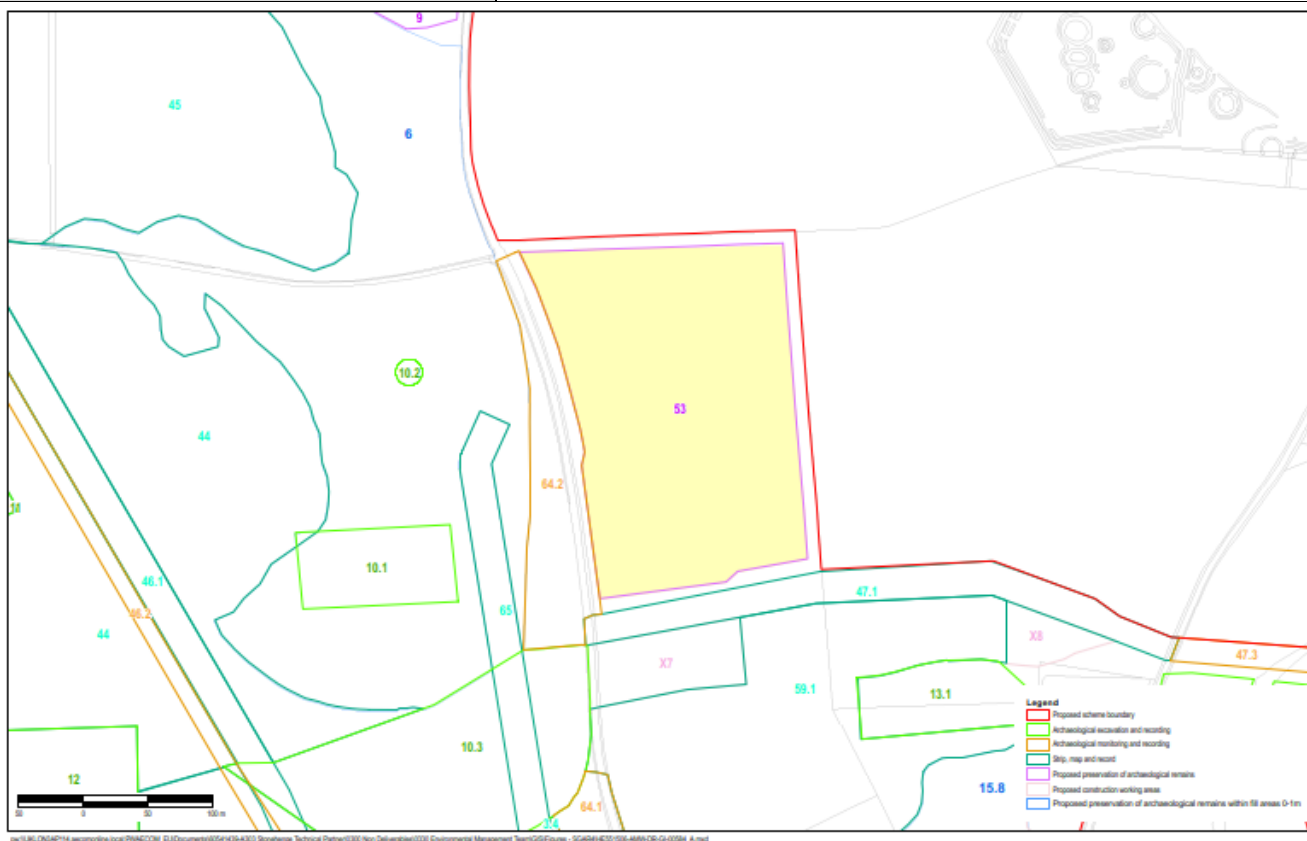 9
45
6
10.2
53
44
64.2
10.1
46.1
65
47.1
46.2
44
X7
X8
47.3
59.1
13.1
10.3
12
15.8
64.1
3.4
50 0 50 100 m
Legend
Proposed scheme boundary
Archaeological excavation and recording
Archaeological monitoring and recording
Strip, map and record
Proposed preservation of archaeological remains
Proposed construction working areas
Proposed preservation of archaeological remains within fill areas 0-1m